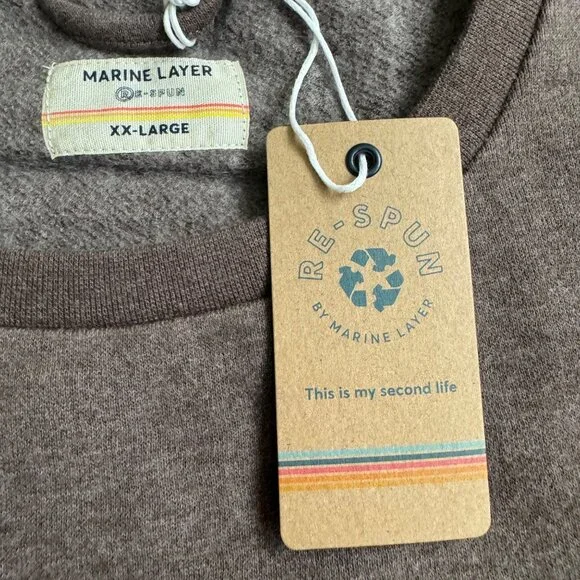 MARINE LAYER
RE-SPUN
XX-LARGE
RE-SPUN
BY MARINE LAYER
This is my second life